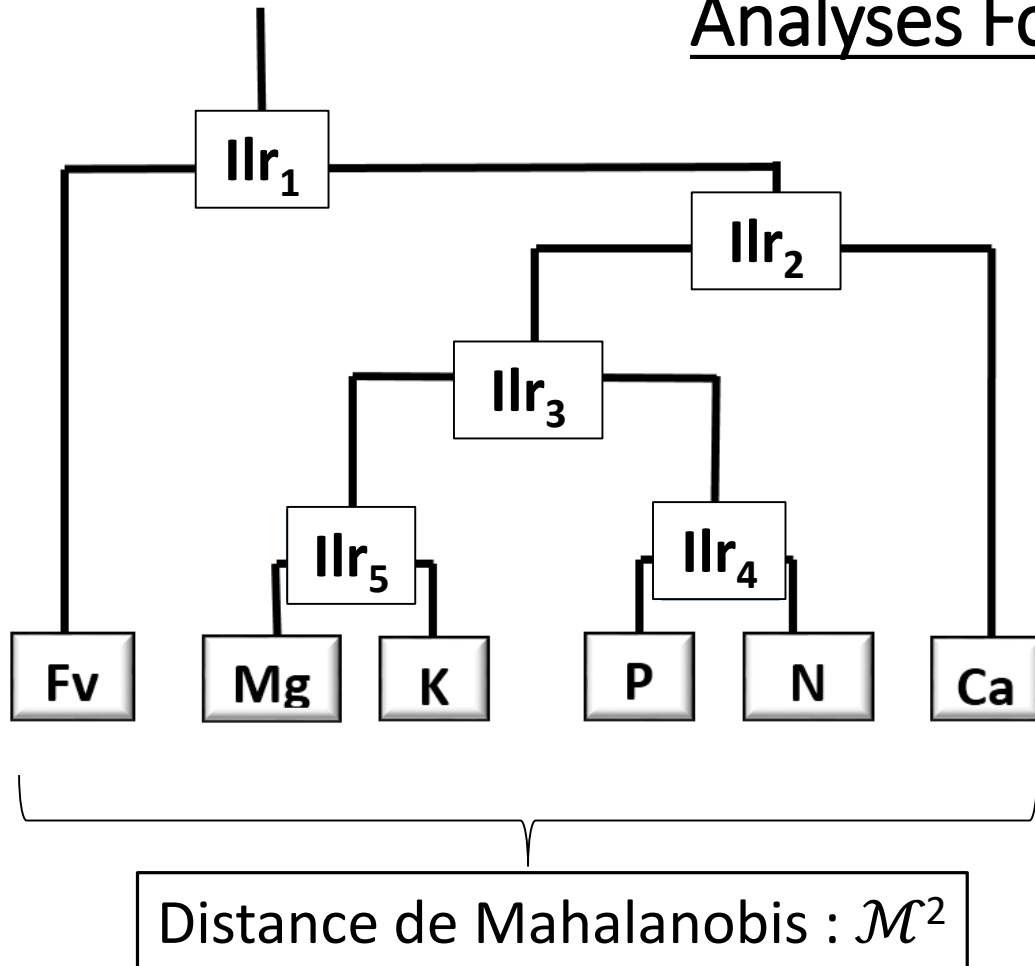 Analyses Fo
Ilr₁
Ilr₂
Ilr₃
Ilr₅ Ilr₄
Fv Mg K P N Ca
Distance de Mahalanobis : ℳ²